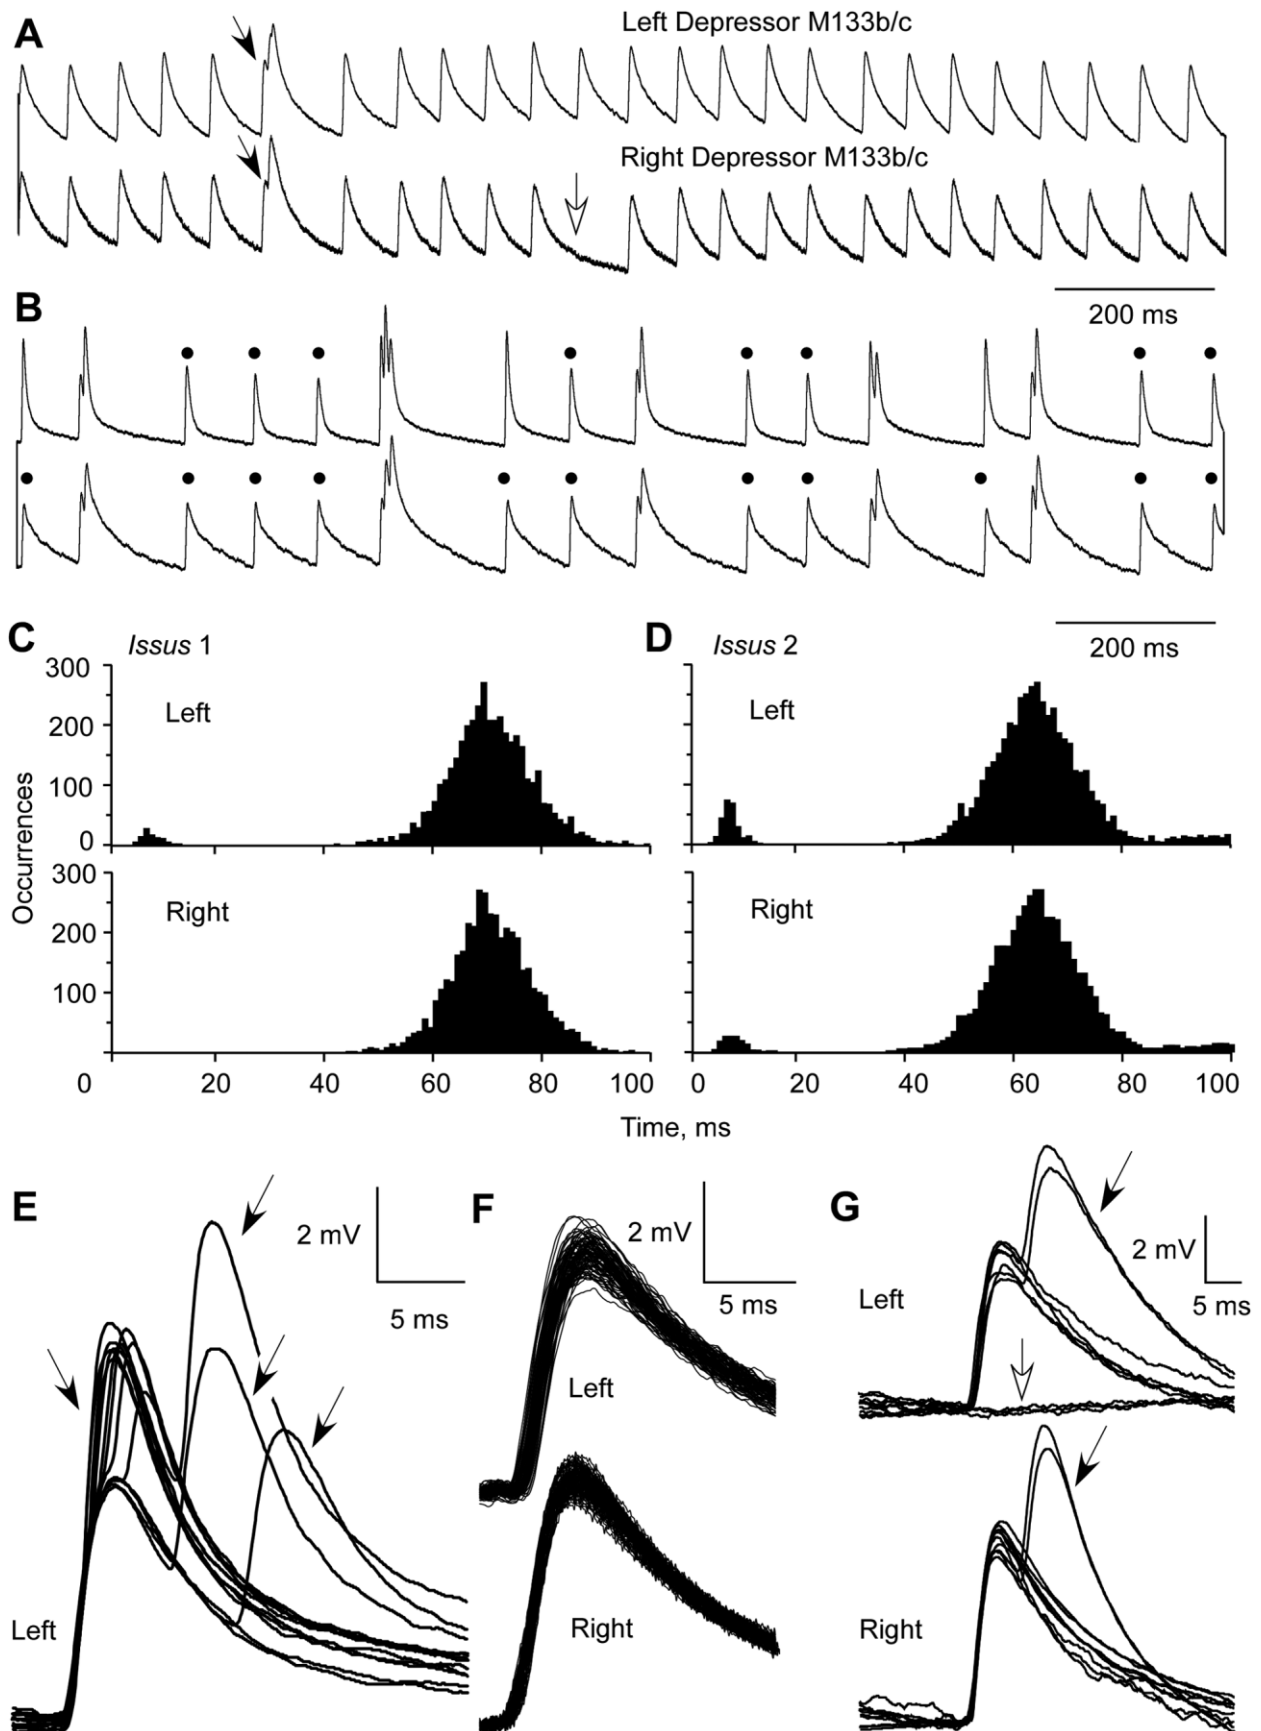 A
Left Depressor M133b/c
Right Depressor M133b/c
200 ms
B
200 ms
C
Issus 1
D
Issus 2
300
200
100
0
Left
Left
Occurrences
300
200
100
Right
Right
0 20 40 60 80 100
0 20 40 60 80 100
Time, ms
E
2 mV
5 ms
Left
F
2 mV
5 ms
Left
Right
G
2 mV
5 ms
Left
Right